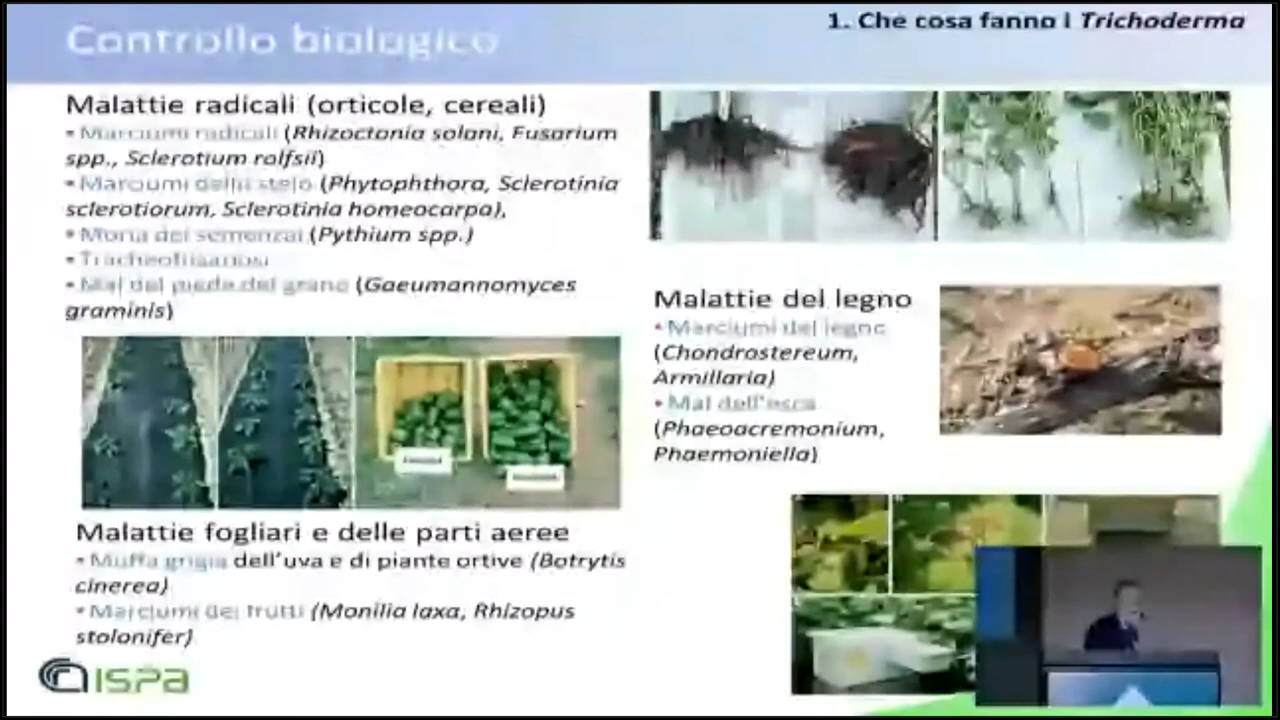 1. Che cosa fanno I Trichoderma
Controllo biologico
Malattie radicali (orticole, cereali)
▪ Marciumi radicali (Rhizoctonia solani, Fusarium
spp., Sclerotium rolfsii)
▪ Marciumi dello stelo (Phytophthora, Sclerotinia
sclerotiorum, Sclerotinia homeocarpa),
▪ Moria dei semenzai (Pythium spp.)
▪ Tracheofusariosi
▪ Mal del piede del grano (Gaeumannomyces
graminis)
Malattie del legno
▪ Marciumi del legno
(Chondrostereum,
Armillaria)
▪ Mal dell'esca
(Phaeoacremonium,
Phaemoniella)
Malattie fogliari e delle parti aeree
▪ Muffa grigia dell'uva e di piante ortive (Botrytis
cinerea)
▪ Marciumi dei frutti (Monilia laxa, Rhizopus
stolonifer)
ISPA